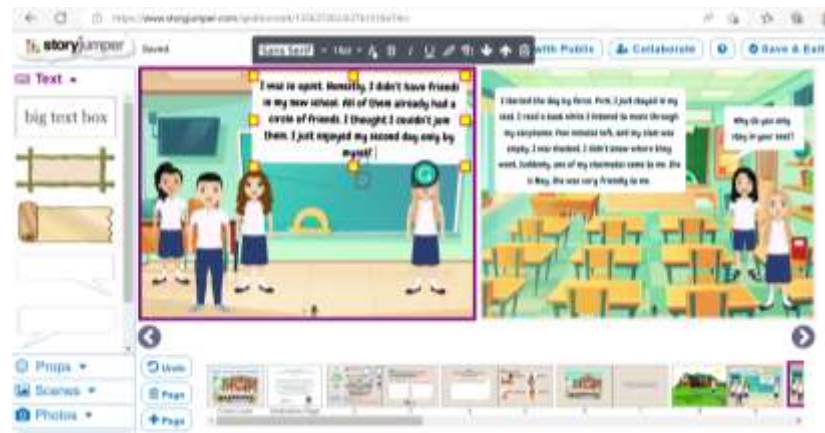 storyjumper
Saved
Sans Serif
B I U
with Public
Collaborate
Save & Exit
Text
big text box
I was so upset. Honestly, I didn't have friends
in my new school. All of them already had a
circle of friends. I thought I couldn't join
them. I just enjoyed my second day only by
myself
I started the day by force. First, I just stayed in my
seat. I read a book while I listened to music through
my earphone. Five minutes left, and my class was
empty. I was shocked. I didn't know where they
went. Suddenly, one of my classmates came to me. She
is May. She was very friendly to me.
Why do you only
stay in your seat?
Props
Scenes
Photos
Undo
Page
+ Page